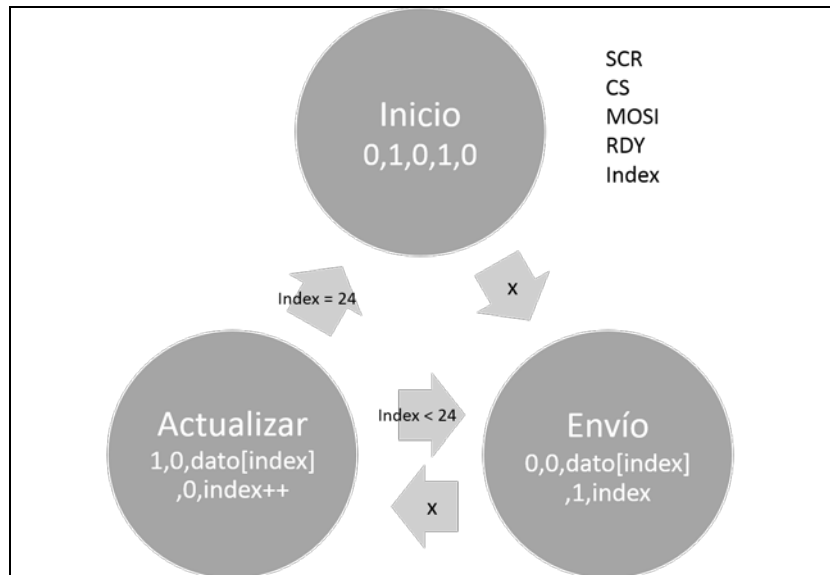 Inicio
0,1,0,1,0
SCR
CS
MOSI
RDY
Index
Index = 24
x
Actualizar
1,0,dato[index]
,0,index++
Index < 24
x
Envío
0,0,dato[index]
,1,index